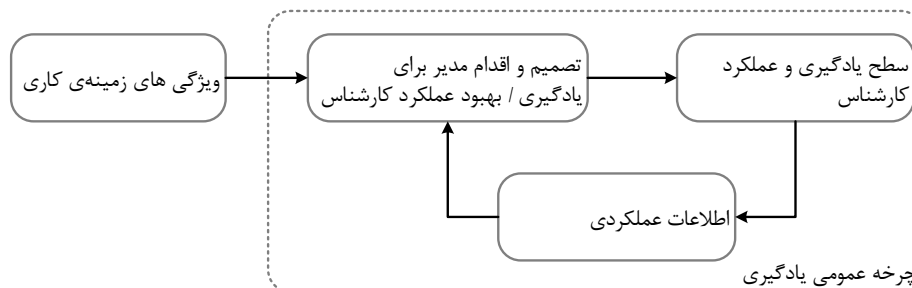 ویژگی های زمینه‌ی کاری
تصمیم و اقدام مدیر برای
یادگیری / بهبود عملکرد کارشناس
سطح یادگیری و عملکرد
کارشناس
اطلاعات عملکردی
چرخه عمومی یادگیری